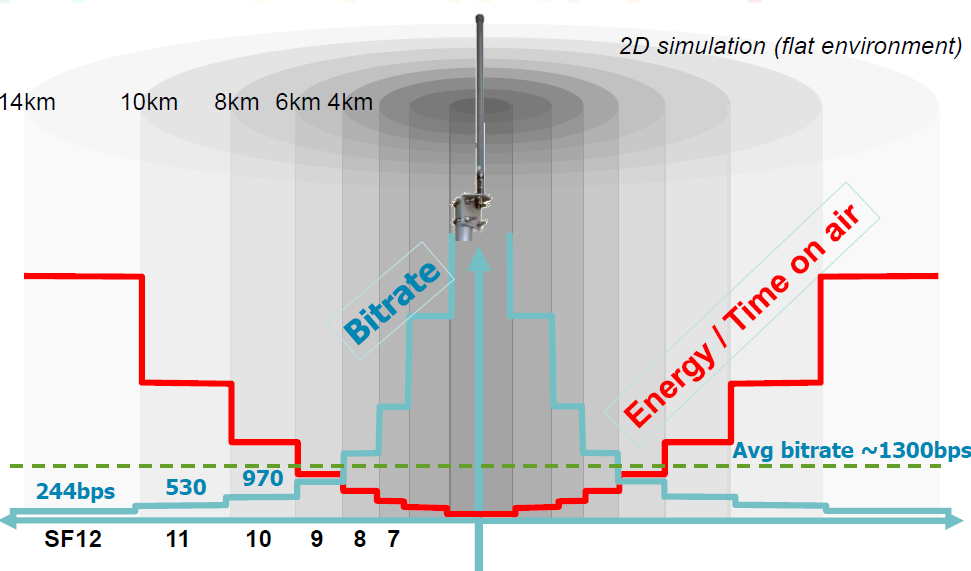 2D simulation (flat environment)
14km 10km 8km 6km 4km
Bitrate
Energy / Time on air
Avg bitrate ~1300bps
244bps 530 970
SF12 11 10 9 8 7